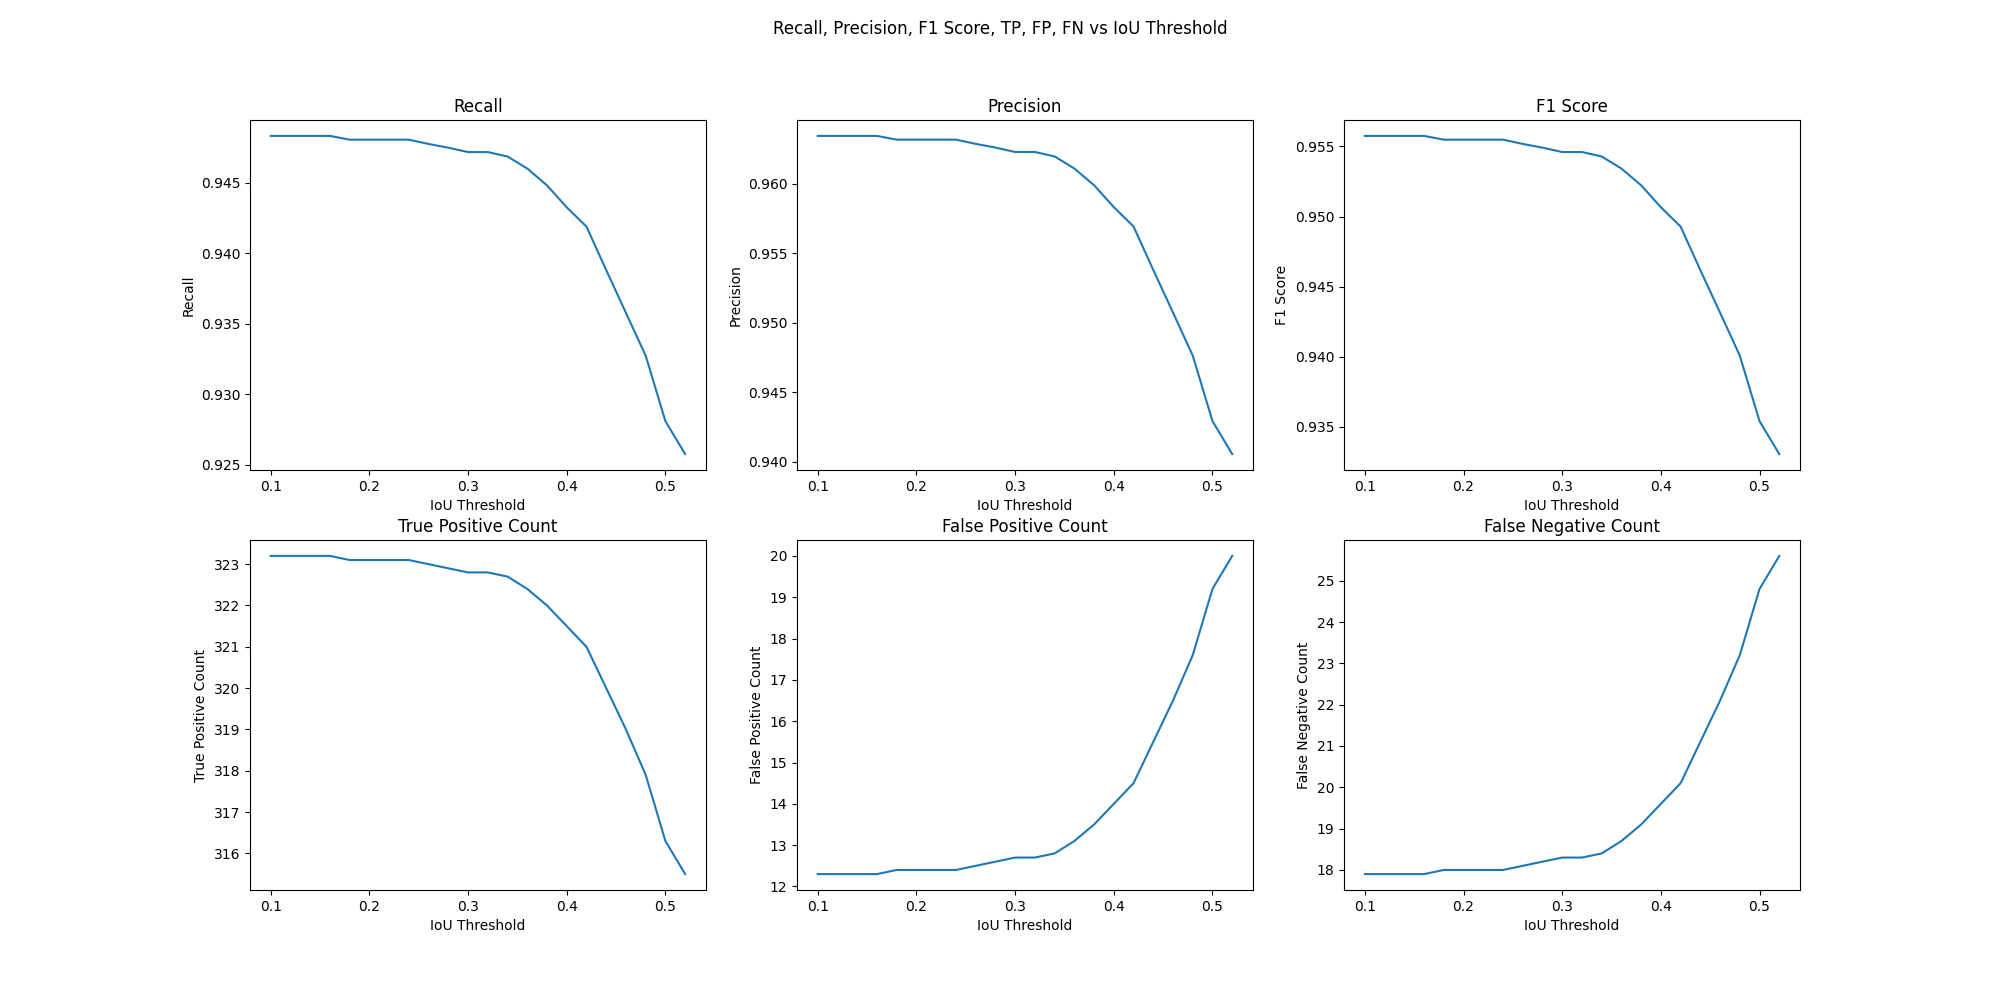 Recall, Precision, F1 Score, TP, FP, FN vs IoU Threshold
Recall
Recall
0.945
0.940
0.935
0.930
0.925
0.1 0.2 0.3 0.4 0.5
IoU Threshold
Precision
Precision
0.960
0.955
0.950
0.945
0.940
0.1 0.2 0.3 0.4 0.5
IoU Threshold
F1 Score
F1 Score
0.955
0.950
0.945
0.940
0.935
0.1 0.2 0.3 0.4 0.5
IoU Threshold
True Positive Count
True Positive Count
323
322
321
320
319
318
317
316
0.1 0.2 0.3 0.4 0.5
IoU Threshold
False Positive Count
False Positive Count
20
19
18
17
16
15
14
13
12
0.1 0.2 0.3 0.4 0.5
IoU Threshold
False Negative Count
False Negative Count
25
24
23
22
21
20
19
18
0.1 0.2 0.3 0.4 0.5
IoU Threshold